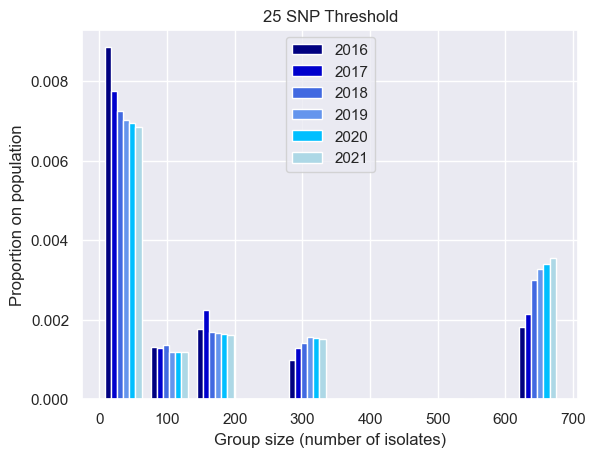 25 SNP Threshold
2016
2017
2018
2019
2020
2021
Proportion on population
0.008
0.006
0.004
0.002
0.000
0 100 200 300 400 500 600 700
Group size (number of isolates)